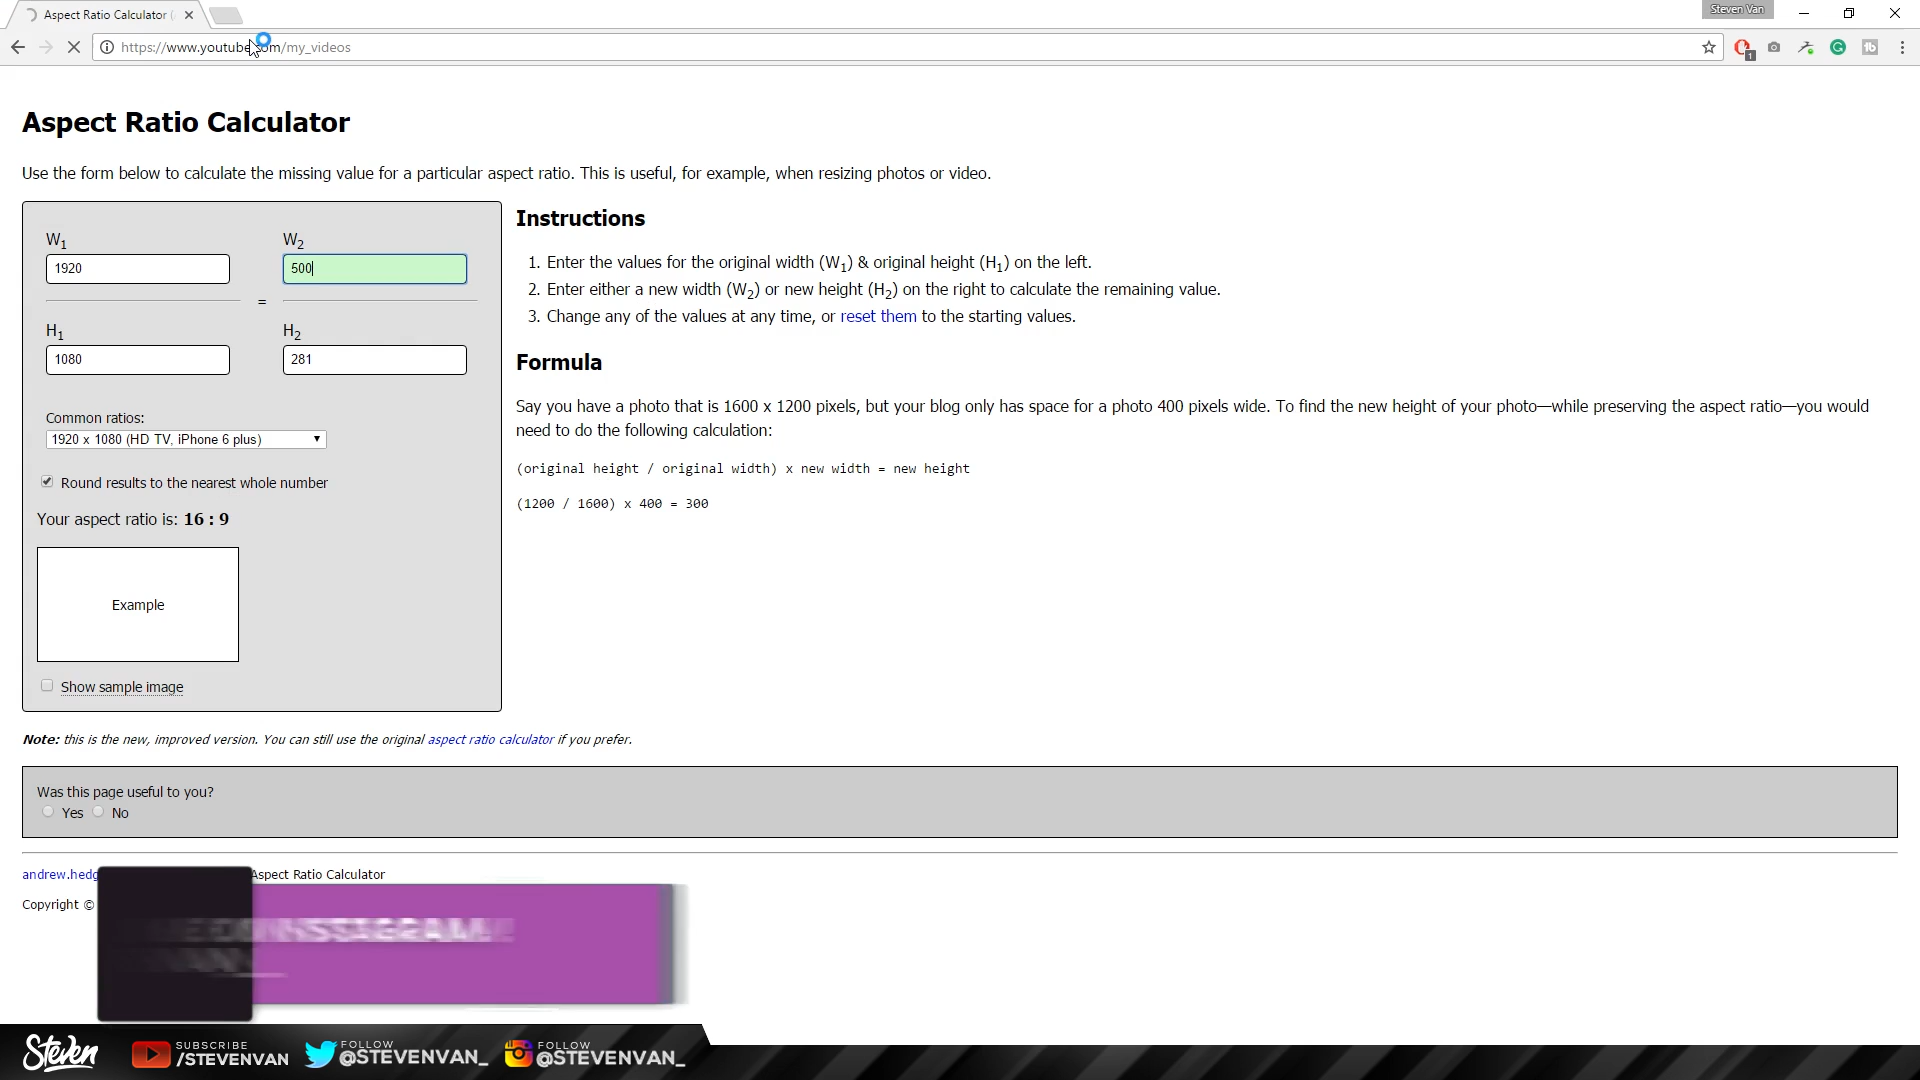 Aspect Ratio Calculator (
Steven Van
https://www.youtube.com/my_videos
1
Aspect Ratio Calculator
Use the form below to calculate the missing value for a particular aspect ratio. This is useful, for example, when resizing photos or video.
W1
W2
1920
500
=
H1
H2
1080
281
Common ratios:
1920 x 1080 (HD TV, iPhone 6 plus)
Round results to the nearest whole number
Your aspect ratio is: 16 : 9
Example
Show sample image
Instructions
1. Enter the values for the original width (W1) & original height (H1) on the left.
2. Enter either a new width (W2) or new height (H2) on the right to calculate the remaining value.
3. Change any of the values at any time, or reset them to the starting values.
Formula
Say you have a photo that is 1600 x 1200 pixels, but your blog only has space for a photo 400 pixels wide. To find the new height of your photo—while preserving the aspect ratio—you would
need to do the following calculation:
(original height / original width) x new width = new height
(1200 / 1600) x 400 = 300
Note: this is the new, improved version. You can still use the original aspect ratio calculator if you prefer.
Was this page useful to you?
Yes No
andrew.hedg Aspect Ratio Calculator
Copyright ©
Steven
SUBSCRIBE
/STEVENVAN
FOLLOW
@STEVENVAN_
FOLLOW
@STEVENVAN_